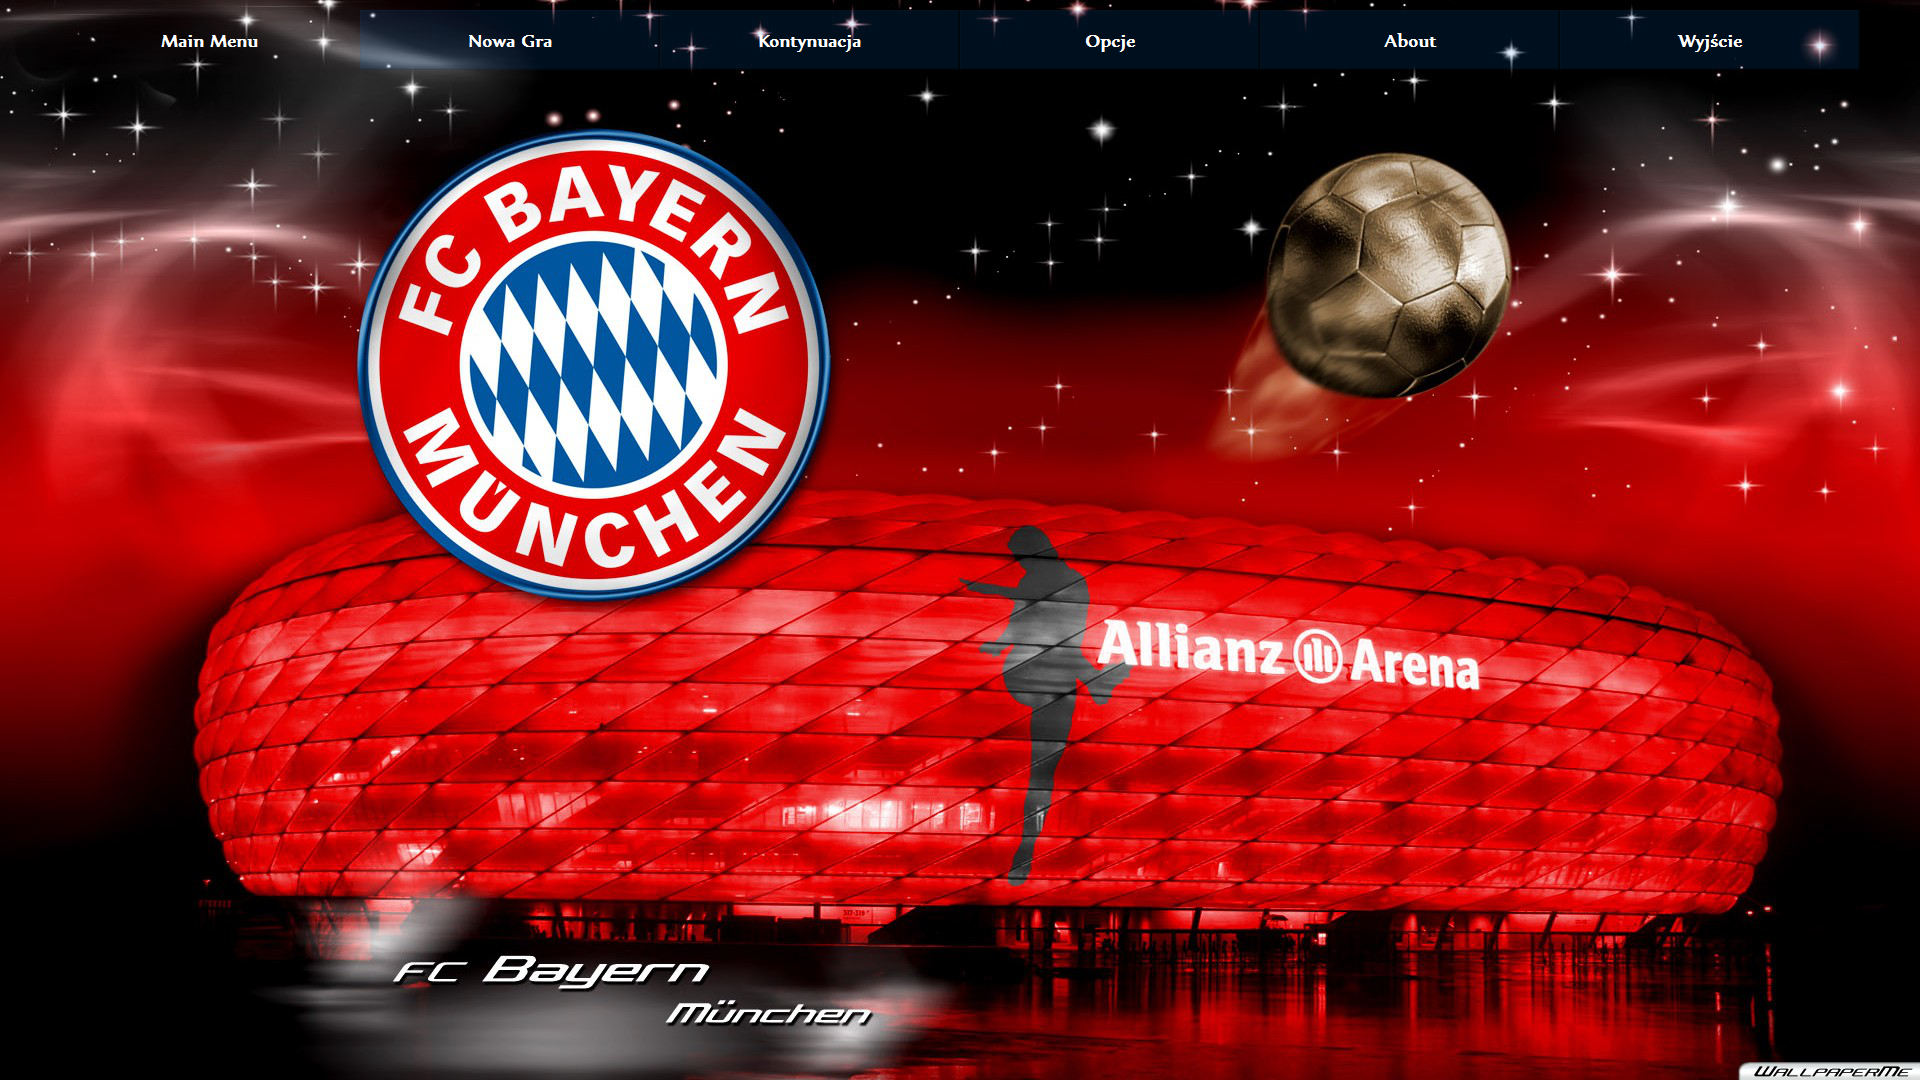 Main Menu
Nowa Gra
Kontynuacja
Opcje
About
Wyjście
FC BAYERN
MÜNCHEN
Allianz Arena
FC Bayern
München
WallpaperMe